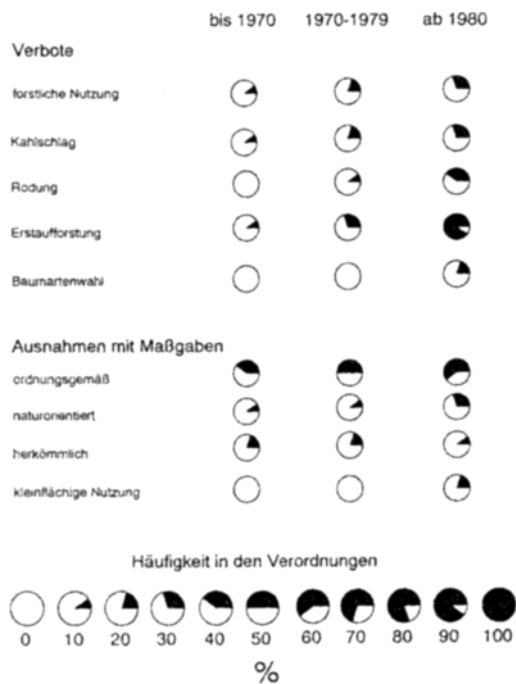 bis 1970 1970-1979 ab 1980
Verbote
forstliche Nutzung
Kahlschlag
Rodung
Erstaufforstung
Baumartenwahl
Ausnahmen mit Maßgaben
ordnungsgemäß
naturorientiert
herkömmlich
kleinflächige Nutzung
Häufigkeit in den Verordnungen
0 10 20 30 40 50 60 70 80 90 100
%